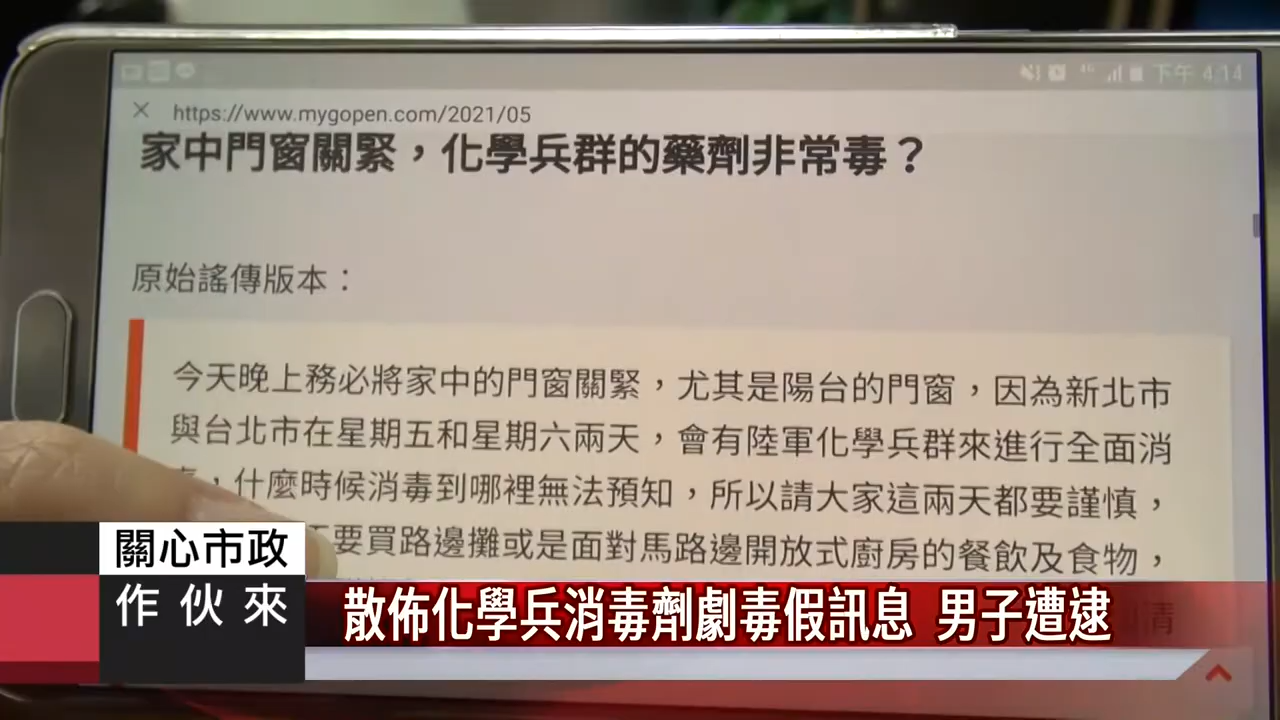 4G 下午 4:14
× https://www.mygopen.com/2021/05
家中門窗關緊，化學兵群的藥劑非常毒？
原始謠傳版本：
今天晚上務必將家中的門窗關緊，尤其是陽台的門窗，因為新北市
與台北市在星期五和星期六兩天，會有陸軍化學兵群來進行全面消
，什麼時候消毒到哪裡無法預知，所以請大家這兩天都要謹慎，
要買路邊攤或是面對馬路邊開放式廚房的餐飲及食物，
清
關心市政
作伙來
散佈化學兵消毒劑劇毒假訊息 男子遭逮